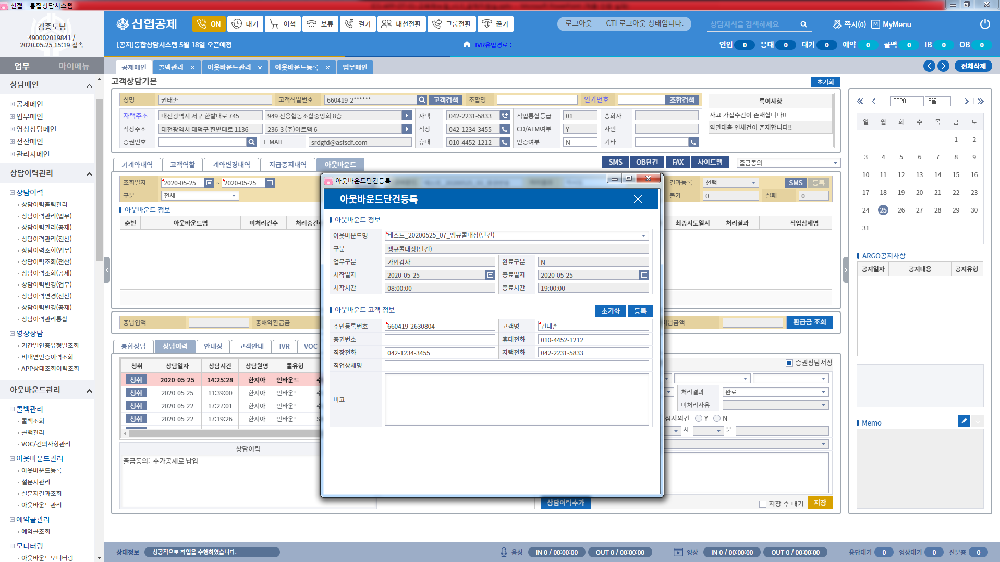 신협 - 통합상담시스템
김종도님
490002019841 /
2020.05.25 15:19 접속
신협공제
ON 대기 이석 보류 걸기 내선전환 그룹전환 끊기
로그아웃 | CTI 로그아웃 상태입니다.
상담지식을 검색하세요
쪽지(0) MyMenu
[공지]통합상담시스템 5월 18일 오픈예정
IVR유입경로 :
인입 0 응대 0 대기 0 예약 0 콜백 0 IB 0 OB 0
업무 마이메뉴
공제메인 콜백관리 × 아웃바운드관리 × 아웃바운드등록 × 업무메인
전체삭제
상담메인
공제메인
업무메인
영상상담메인
전산메인
관리자메인
상담이력관리
상담이력
상담이력출력관리
상담이력관리(업무)
상담이력관리(공제)
상담이력관리(전산)
상담이력조회(업무)
상담이력조회(전산)
상담이력조회(공제)
상담이력변경(업무)
상담이력변경(전산)
상담이력변경(공제)
상담이력관리통합
영상상담
기간별인증유형별조회
비대면인증이력조회
APP상태조회이력조회
아웃바운드관리
콜백관리
콜백조회
콜백관리
VOC/건의사항관리
아웃바운드관리
아웃바운드등록
설문지관리
설문지결과조회
아웃바운드관리
예약콜관리
예약콜조회
모니터링
아웃바운드모니터링
고객상담기본
초기화
성명 권태손 고객식별번호 660419-2****** 고객검색 조합명 인가번호 조합검색
자택주소 대전광역시 서구 한밭대로 745 949 신용협동조합중앙회 8층 자택 042-2231-5833 직업통합등급 01 송화자
직장주소 대전광역시 대덕구 한밭대로 1136 236-3 (주)아트맥 6 직장 042-1234-3455 CD/ATM여부 Y 사번
증권번호 E-MAIL srdgfd@asfsdf.com 휴대 010-4452-1212 인증여부 N 기타
특이사항
사고 가접수건이 존재합니다!!
약관대출 연체건이 존재합니다!!
기계약내역 고객역할 계약변경내역 지급중지내역 아웃바운드
SMS OB단건 FAX 사이트맵 출금동의
조회일자 2020-05-25 ~ 2020-05-25
구분 전체
결과등록 선택 SMS 등록
불가 0 실패 0
아웃바운드 정보
순번 아웃바운드명 미처리건수 처리중건수
최종시도일시 처리결과 직업상세명
총납입액 총해약환급금
미납금액 환급금 조회
통합상담 상담이력 안내장 고객안내 IVR VOC
청취 상담일자 상담시간 상담원명 콜유형
청취 2020-05-25 14:25:28 한지아 인바운드
청취 2020-05-25 11:39:00 한지아 인바운드
청취 2020-05-22 17:27:01 한지아 인바운드
청취 2020-05-22 17:19:26 한지아 인바운드
상담이력
출금동의: 추가공제료 납입
증권상담저장
처리결과 완료
미처리사유
심사의견 Y N
시 분
상담이력추가
저장 후 대기 저장
아웃바운드단건등록
아웃바운드단건등록
아웃바운드 정보
아웃바운드명 테스트_20200525_07_땡큐콜대상(단건)
구분 땡큐콜대상(단건)
업무구분 가입감사 완료구분 N
시작일자 2020-05-25 종료일자 2020-05-25
시작시간 08:00:00 종료시간 19:00:00
아웃바운드 고객 정보 초기화 등록
주민등록번호 660419-2630804 고객명 권태손
증권번호 휴대전화 010-4452-1212
직장전화 042-1234-3455 자택전화 042-2231-5833
직업상세명
비고
2020 5월
일 월 화 수 목 금 토
1 2
3 4 5 6 7 8 9
10 11 12 13 14 15 16
17 18 19 20 21 22 23
24 25 26 27 28 29 30
31
ARGO공지사항
공지일자 공지내용 공지유형
Memo
상태정보 성공적으로 작업을 수행하였습니다.
음성 IN 0 / 00:00:00 OUT 0 / 00:00:00 영상 IN 0 / 00:00:00 OUT 0 / 00:00:00
응답대기 0 영상대기 0 신분증 0